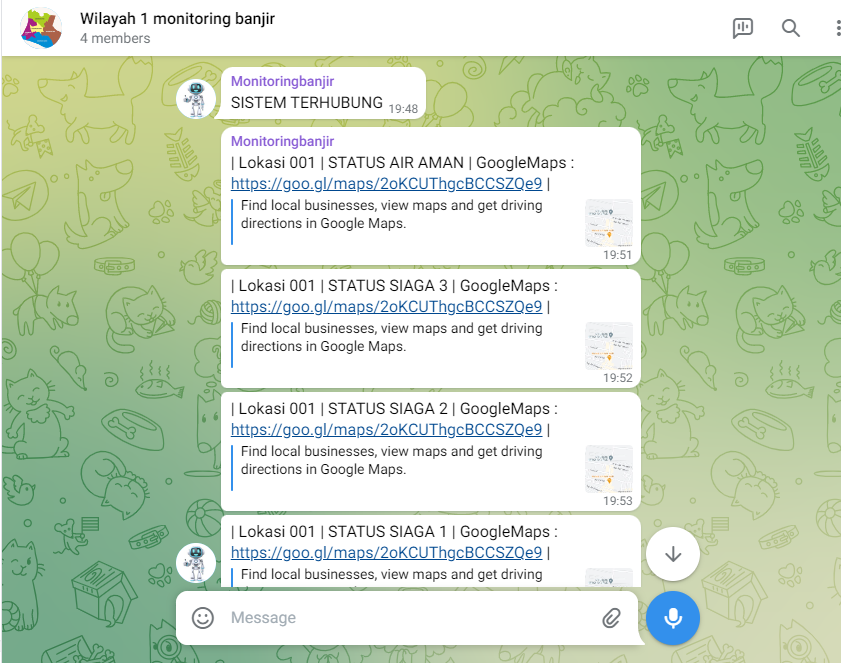 Wilayah 1 monitoring banjir
4 members
Monitoringbanjir
SISTEM TERHUBUNG 19:48
Monitoringbanjir
| Lokasi 001 | STATUS AIR AMAN | GoogleMaps :
https://goo.gl/maps/2oKCUThgcBCCSZQe9 |
Find local businesses, view maps and get driving
directions in Google Maps.
19:51
| Lokasi 001 | STATUS SIAGA 3 | GoogleMaps :
https://goo.gl/maps/2oKCUThgcBCCSZQe9 |
Find local businesses, view maps and get driving
directions in Google Maps.
19:52
| Lokasi 001 | STATUS SIAGA 2 | GoogleMaps :
https://goo.gl/maps/2oKCUThgcBCCSZQe9 |
Find local businesses, view maps and get driving
directions in Google Maps.
19:53
| Lokasi 001 | STATUS SIAGA 1 | GoogleMaps :
https://goo.gl/maps/2oKCUThgcBCCSZQe9 |
Find local businesses, view maps and get driving
Message